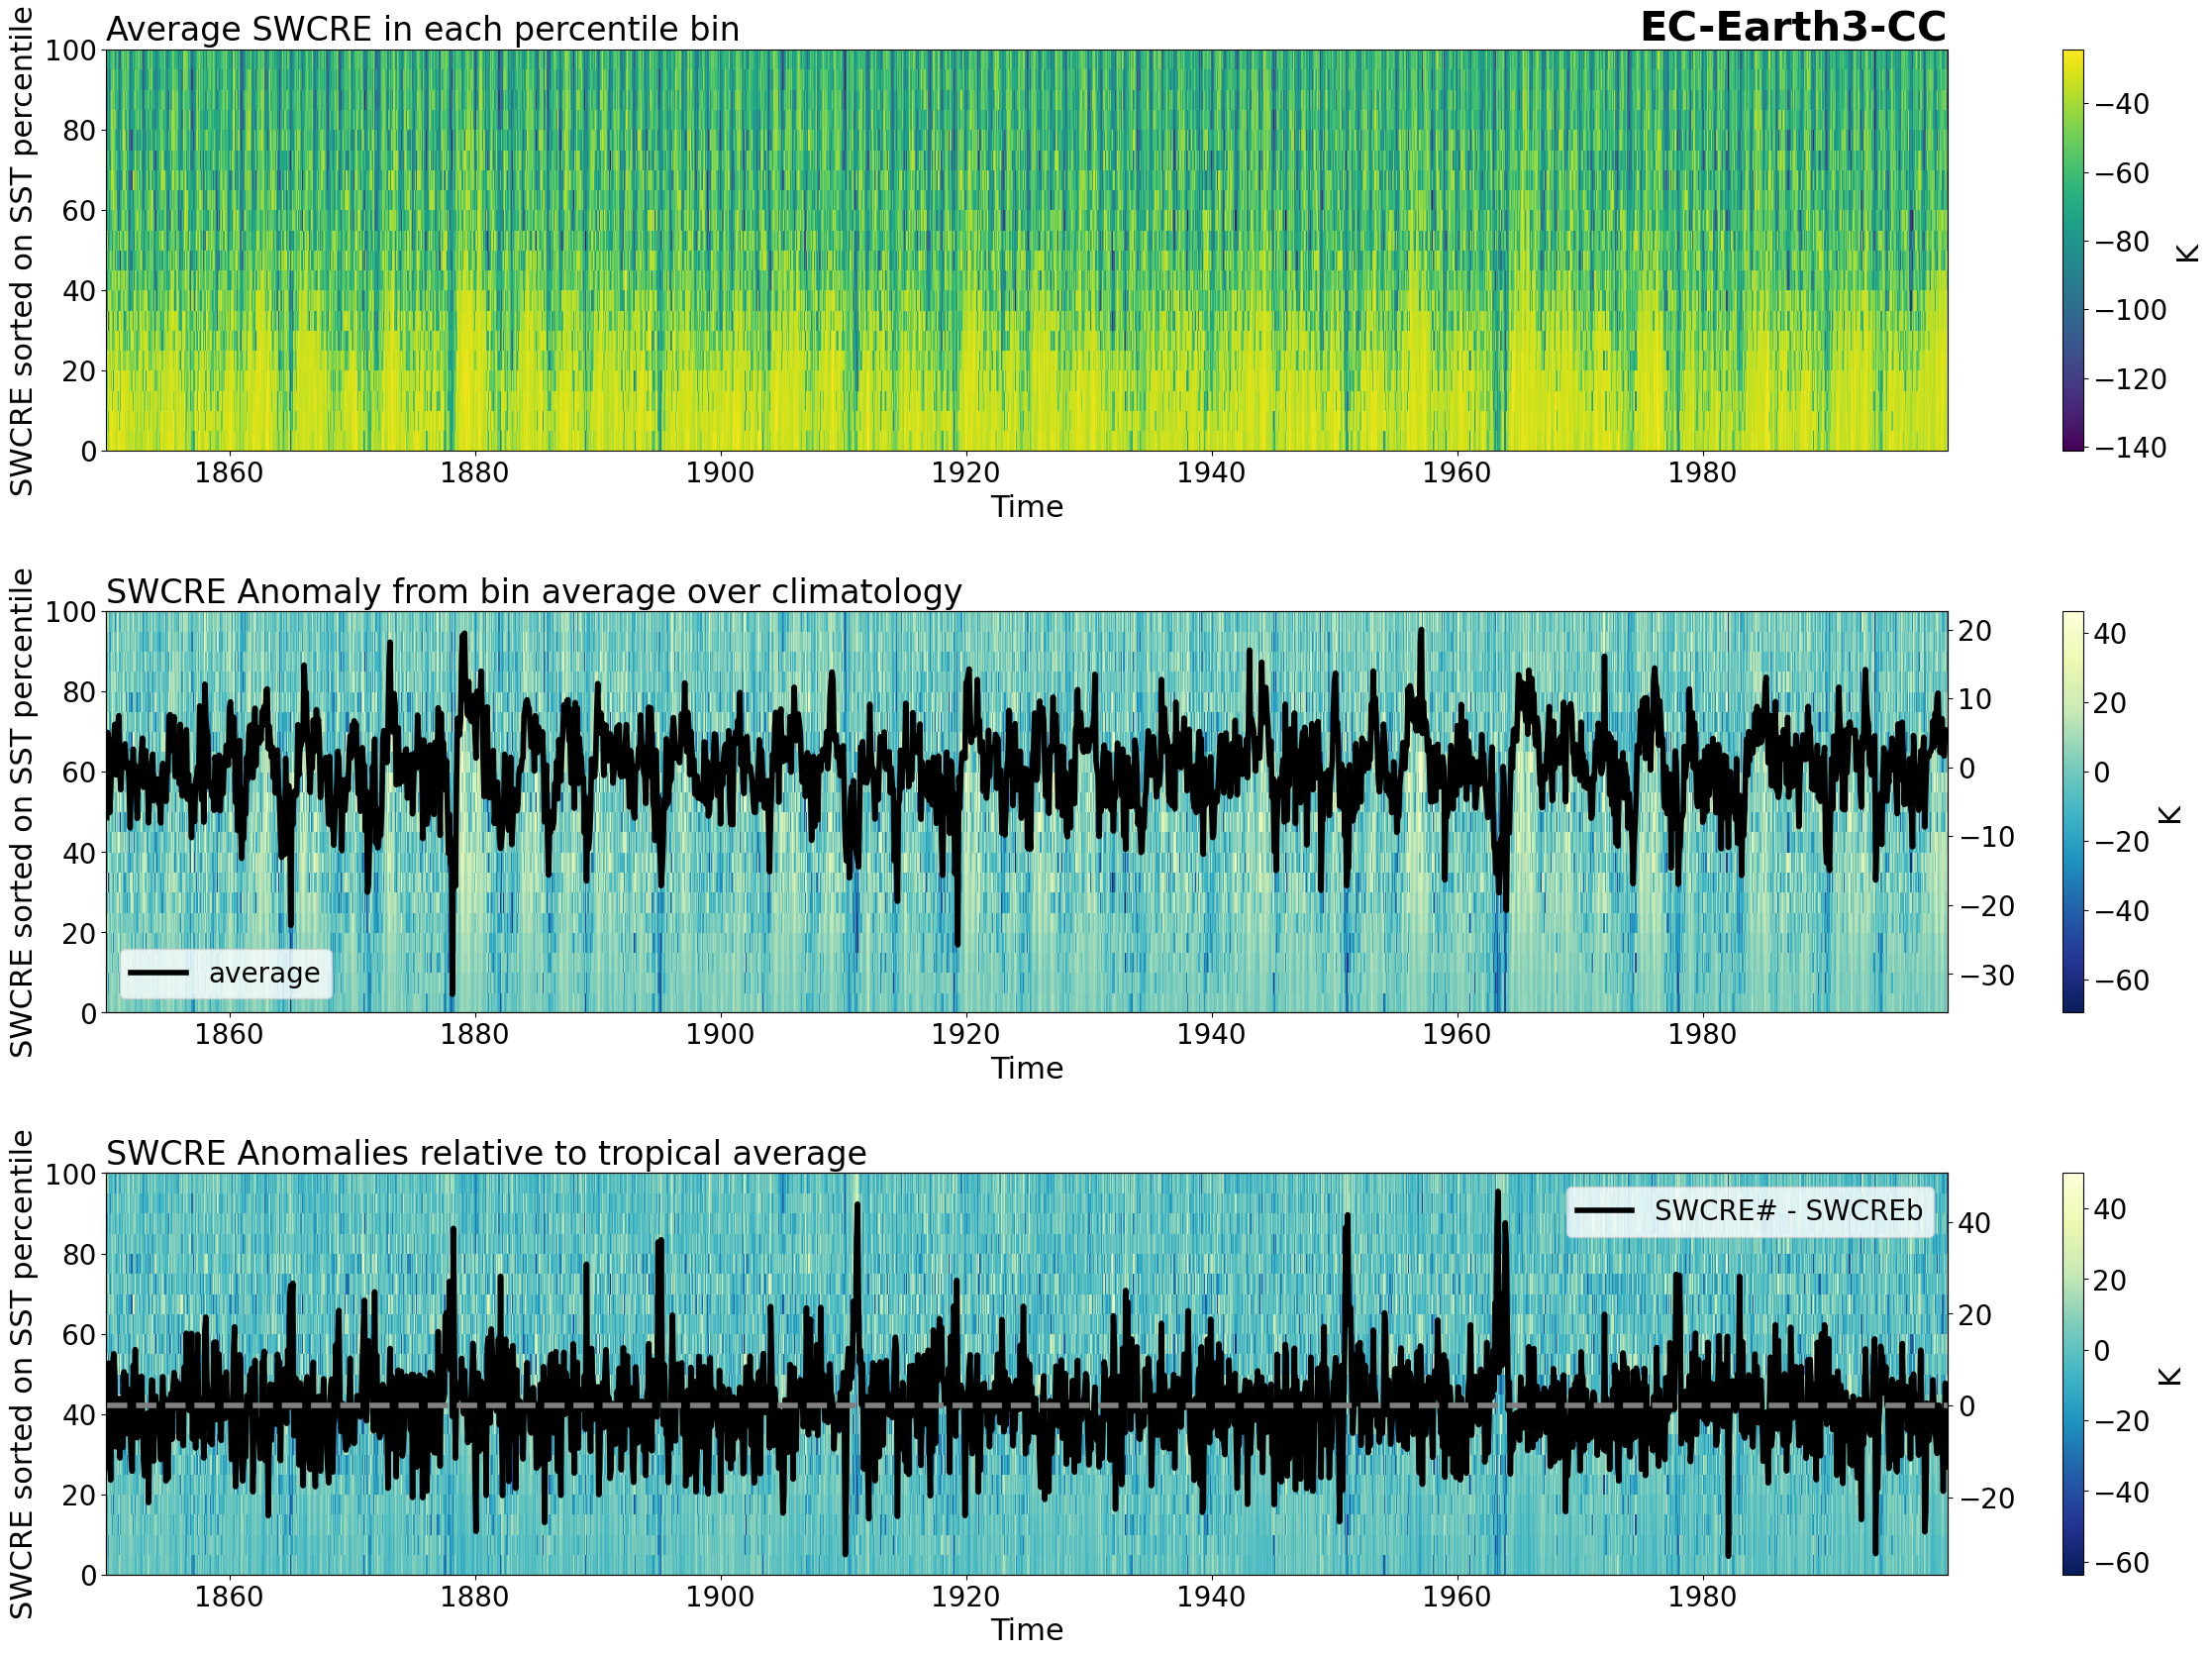 Average SWCRE in each percentile bin
EC-Earth3-CC
SWCRE sorted on SST percentile
100
80
60
40
20
0
1860 1880 1900 1920 1940 1960 1980
Time
−40
−60
−80
−100
−120
−140
K
SWCRE Anomaly from bin average over climatology
SWCRE sorted on SST percentile
100
80
60
40
20
0
average
1860 1880 1900 1920 1940 1960 1980
Time
20
10
0
−10
−20
−30
40
20
0
−20
−40
−60
K
SWCRE Anomalies relative to tropical average
SWCRE sorted on SST percentile
100
80
60
40
20
0
SWCRE# - SWCREb
1860 1880 1900 1920 1940 1960 1980
Time
40
20
0
−20
40
20
0
−20
−40
−60
K